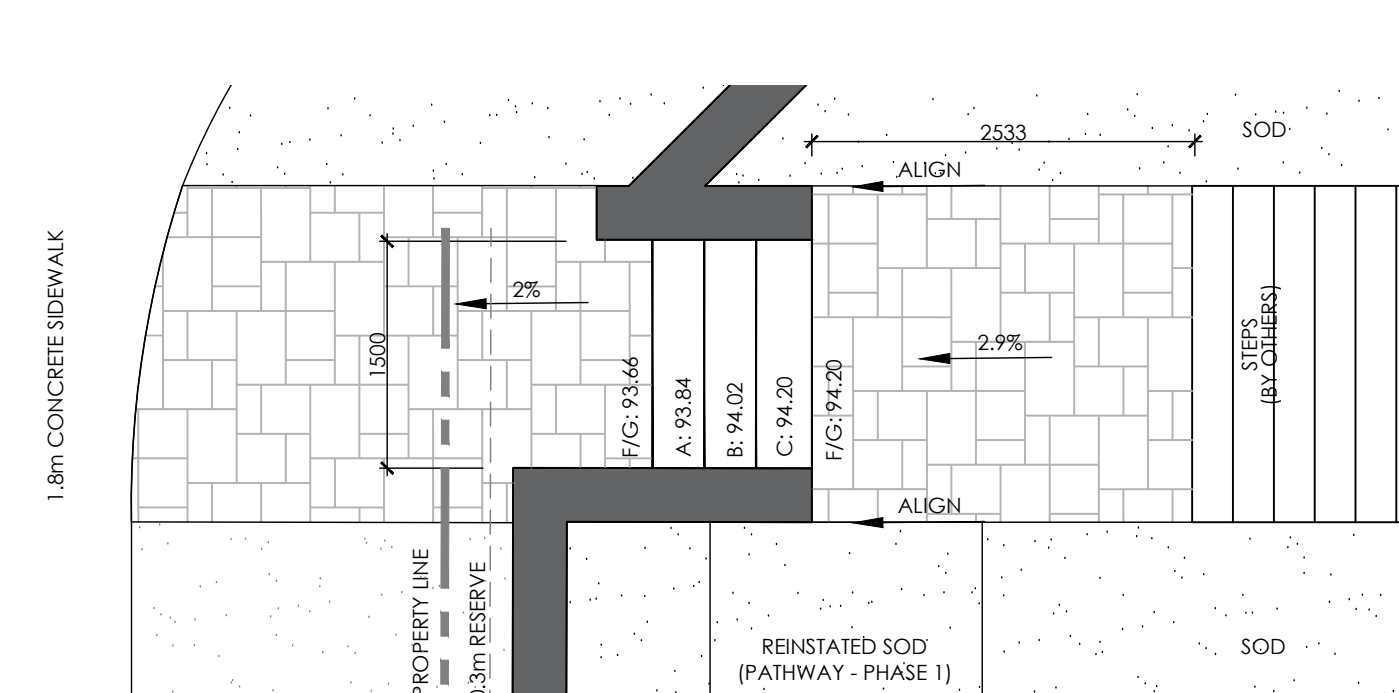 2533
SOD
ALIGN
1.8m CONCRETE SIDEWALK
2%
1500
2.9%
STEPS
(BY OTHERS)
F/G: 93.66
A: 93.84
B: 94.02
C: 94.20
F/G: 94.20
ALIGN
PROPERTY LINE
0.3m RESERVE
REINSTATED SOD
(PATHWAY - PHASE 1)
SOD